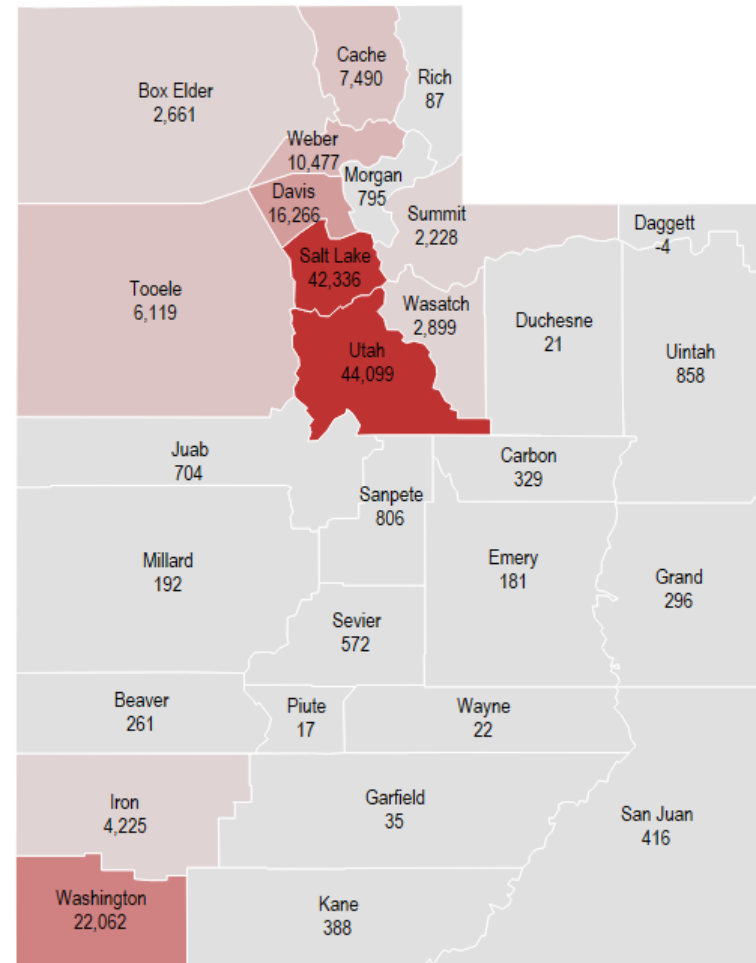 Cache
7,490
Rich
87
Box Elder
2,661
Weber
10,477
Morgan
795
Davis
16,266
Summit
2,228
Daggett
-4
Salt Lake
42,336
Tooele
6,119
Wasatch
2,899
Duchesne
21
Uintah
858
Utah
44,099
Juab
704
Carbon
329
Sanpete
806
Millard
192
Emery
181
Grand
296
Sevier
572
Beaver
261
Piute
17
Wayne
22
Iron
4,225
Garfield
35
San Juan
416
Washington
22,062
Kane
388